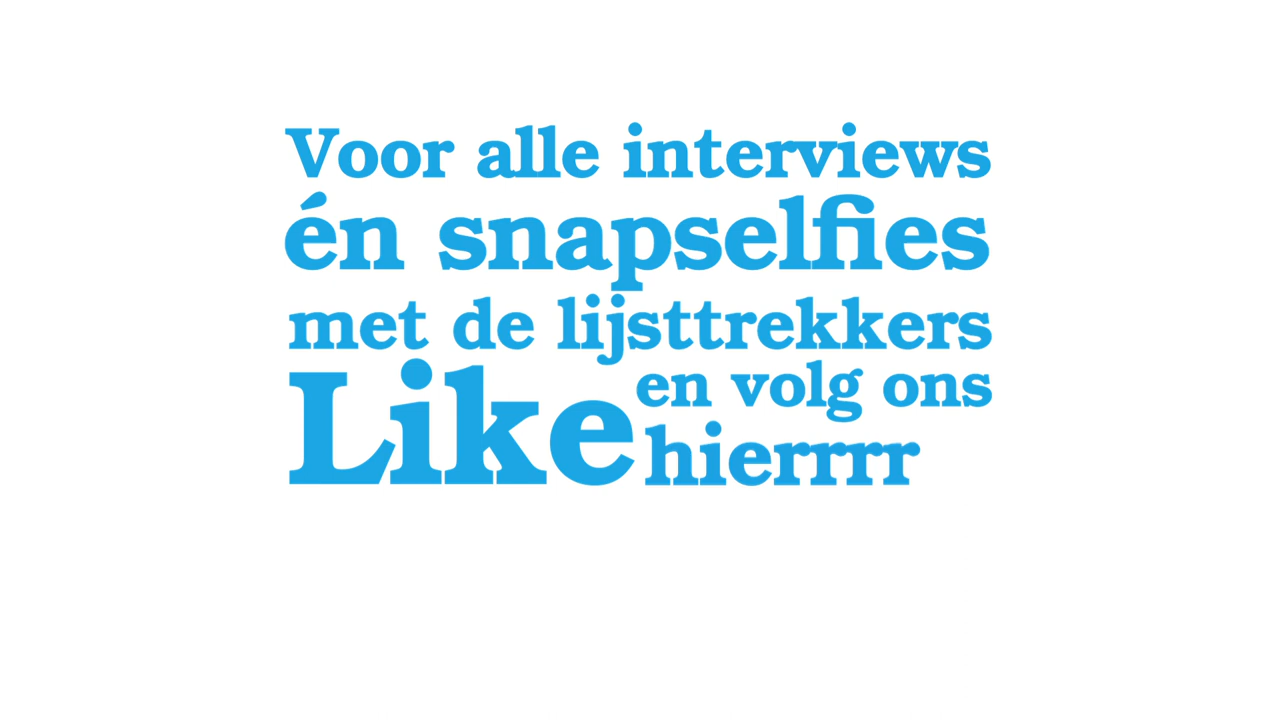 Voor alle interviews
én snapselfies
met de lijsttrekkers
Like en volg ons
hierrrr